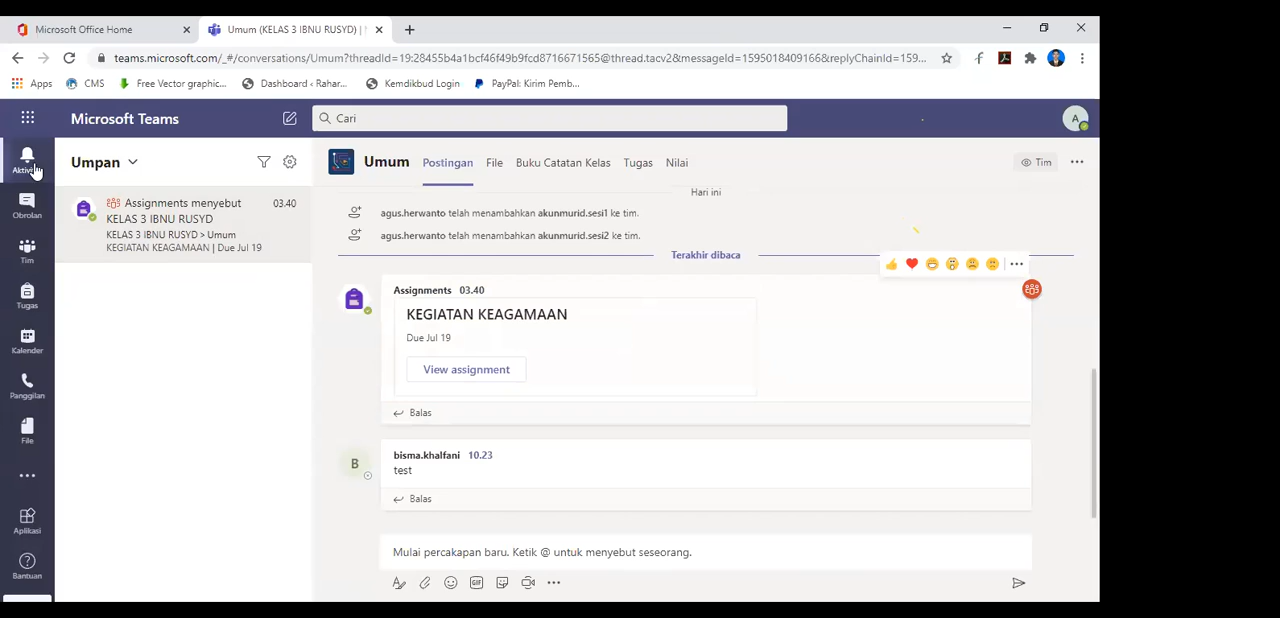 Microsoft Office Home
Umum (KELAS 3 IBNU RUSYD) |
teams.microsoft.com/_#/conversations/Umum?threadId=19:28455b4a1bcf46f49b9fcd8716671565@thread.tacv2&messageId=1595018409166&replyChainId=159...
Apps
CMS
Free Vector graphic...
Dashboard ‹ Rahar...
Kemdikbud Login
PayPal: Kirim Pemb...
Microsoft Teams
Cari
A
Umpan
Umum
Postingan
File
Buku Catatan Kelas
Tugas
Nilai
Tim
Obrolan
Tim
Tugas
Kalender
Panggilan
File
Aplikasi
Bantuan
Assignments menyebut
03.40
KELAS 3 IBNU RUSYD
KELAS 3 IBNU RUSYD > Umum
KEGIATAN KEAGAMAAN | Due Jul 19
Hari ini
agus.herwanto telah menambahkan akunmurid.sesi1 ke tim.
agus.herwanto telah menambahkan akunmurid.sesi2 ke tim.
Terakhir dibaca
Assignments 03.40
KEGIATAN KEAGAMAAN
Due Jul 19
View assignment
Balas
B
bisma.khalfani 10.23
test
Balas
Mulai percakapan baru. Ketik @ untuk menyebut seseorang.
GIF